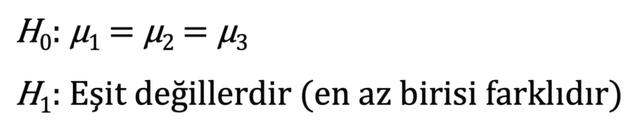 H₀: μ₁ = μ₂ = μ₃
H₁: Eşit değillerdir (en az birisi farklıdır)